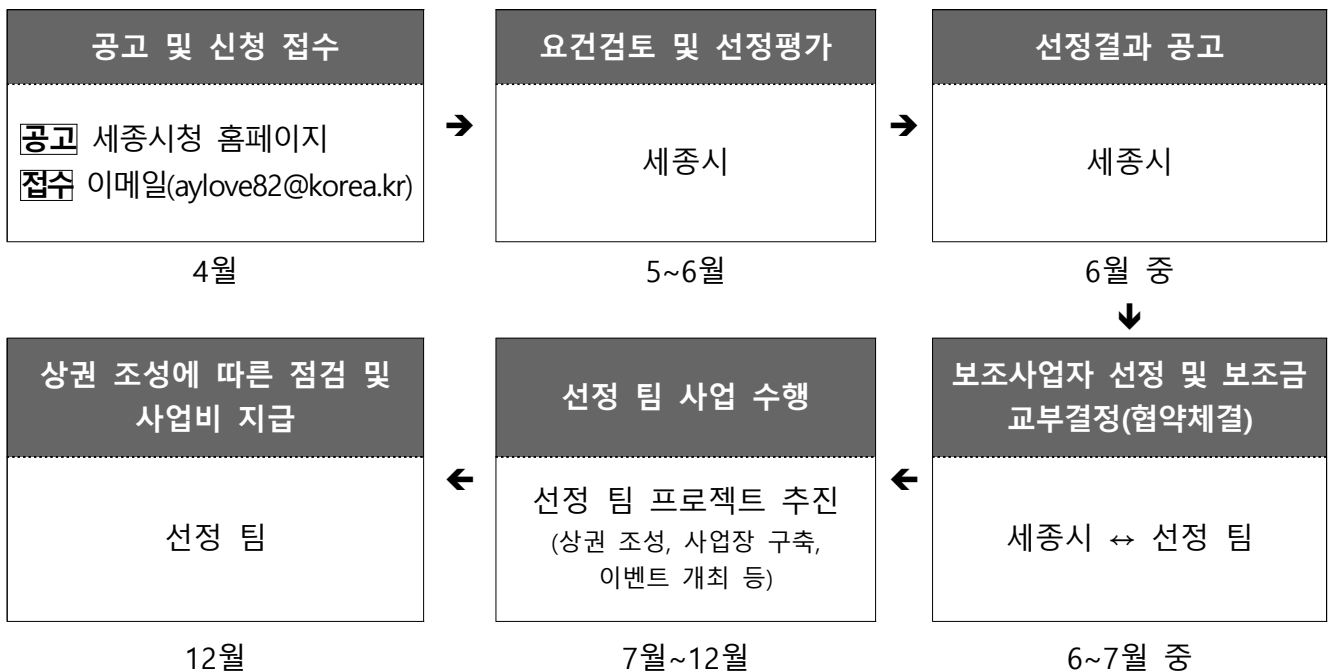 공고 및 신청 접수
공고 세종시청 홈페이지
접수 이메일(aylove82@korea.kr)
4월
➔
요건검토 및 선정평가
세종시
5~6월
➔
선정결과 공고
세종시
6월 중
🡻
보조사업자 선정 및 보조금
교부결정(협약체결)
세종시 ↔ 선정 팀
6~7월 중
🡸
선정 팀 사업 수행
선정 팀 프로젝트 추진
(상권 조성, 사업장 구축,
이벤트 개최 등)
7월~12월
🡸
상권 조성에 따른 점검 및
사업비 지급
선정 팀
12월